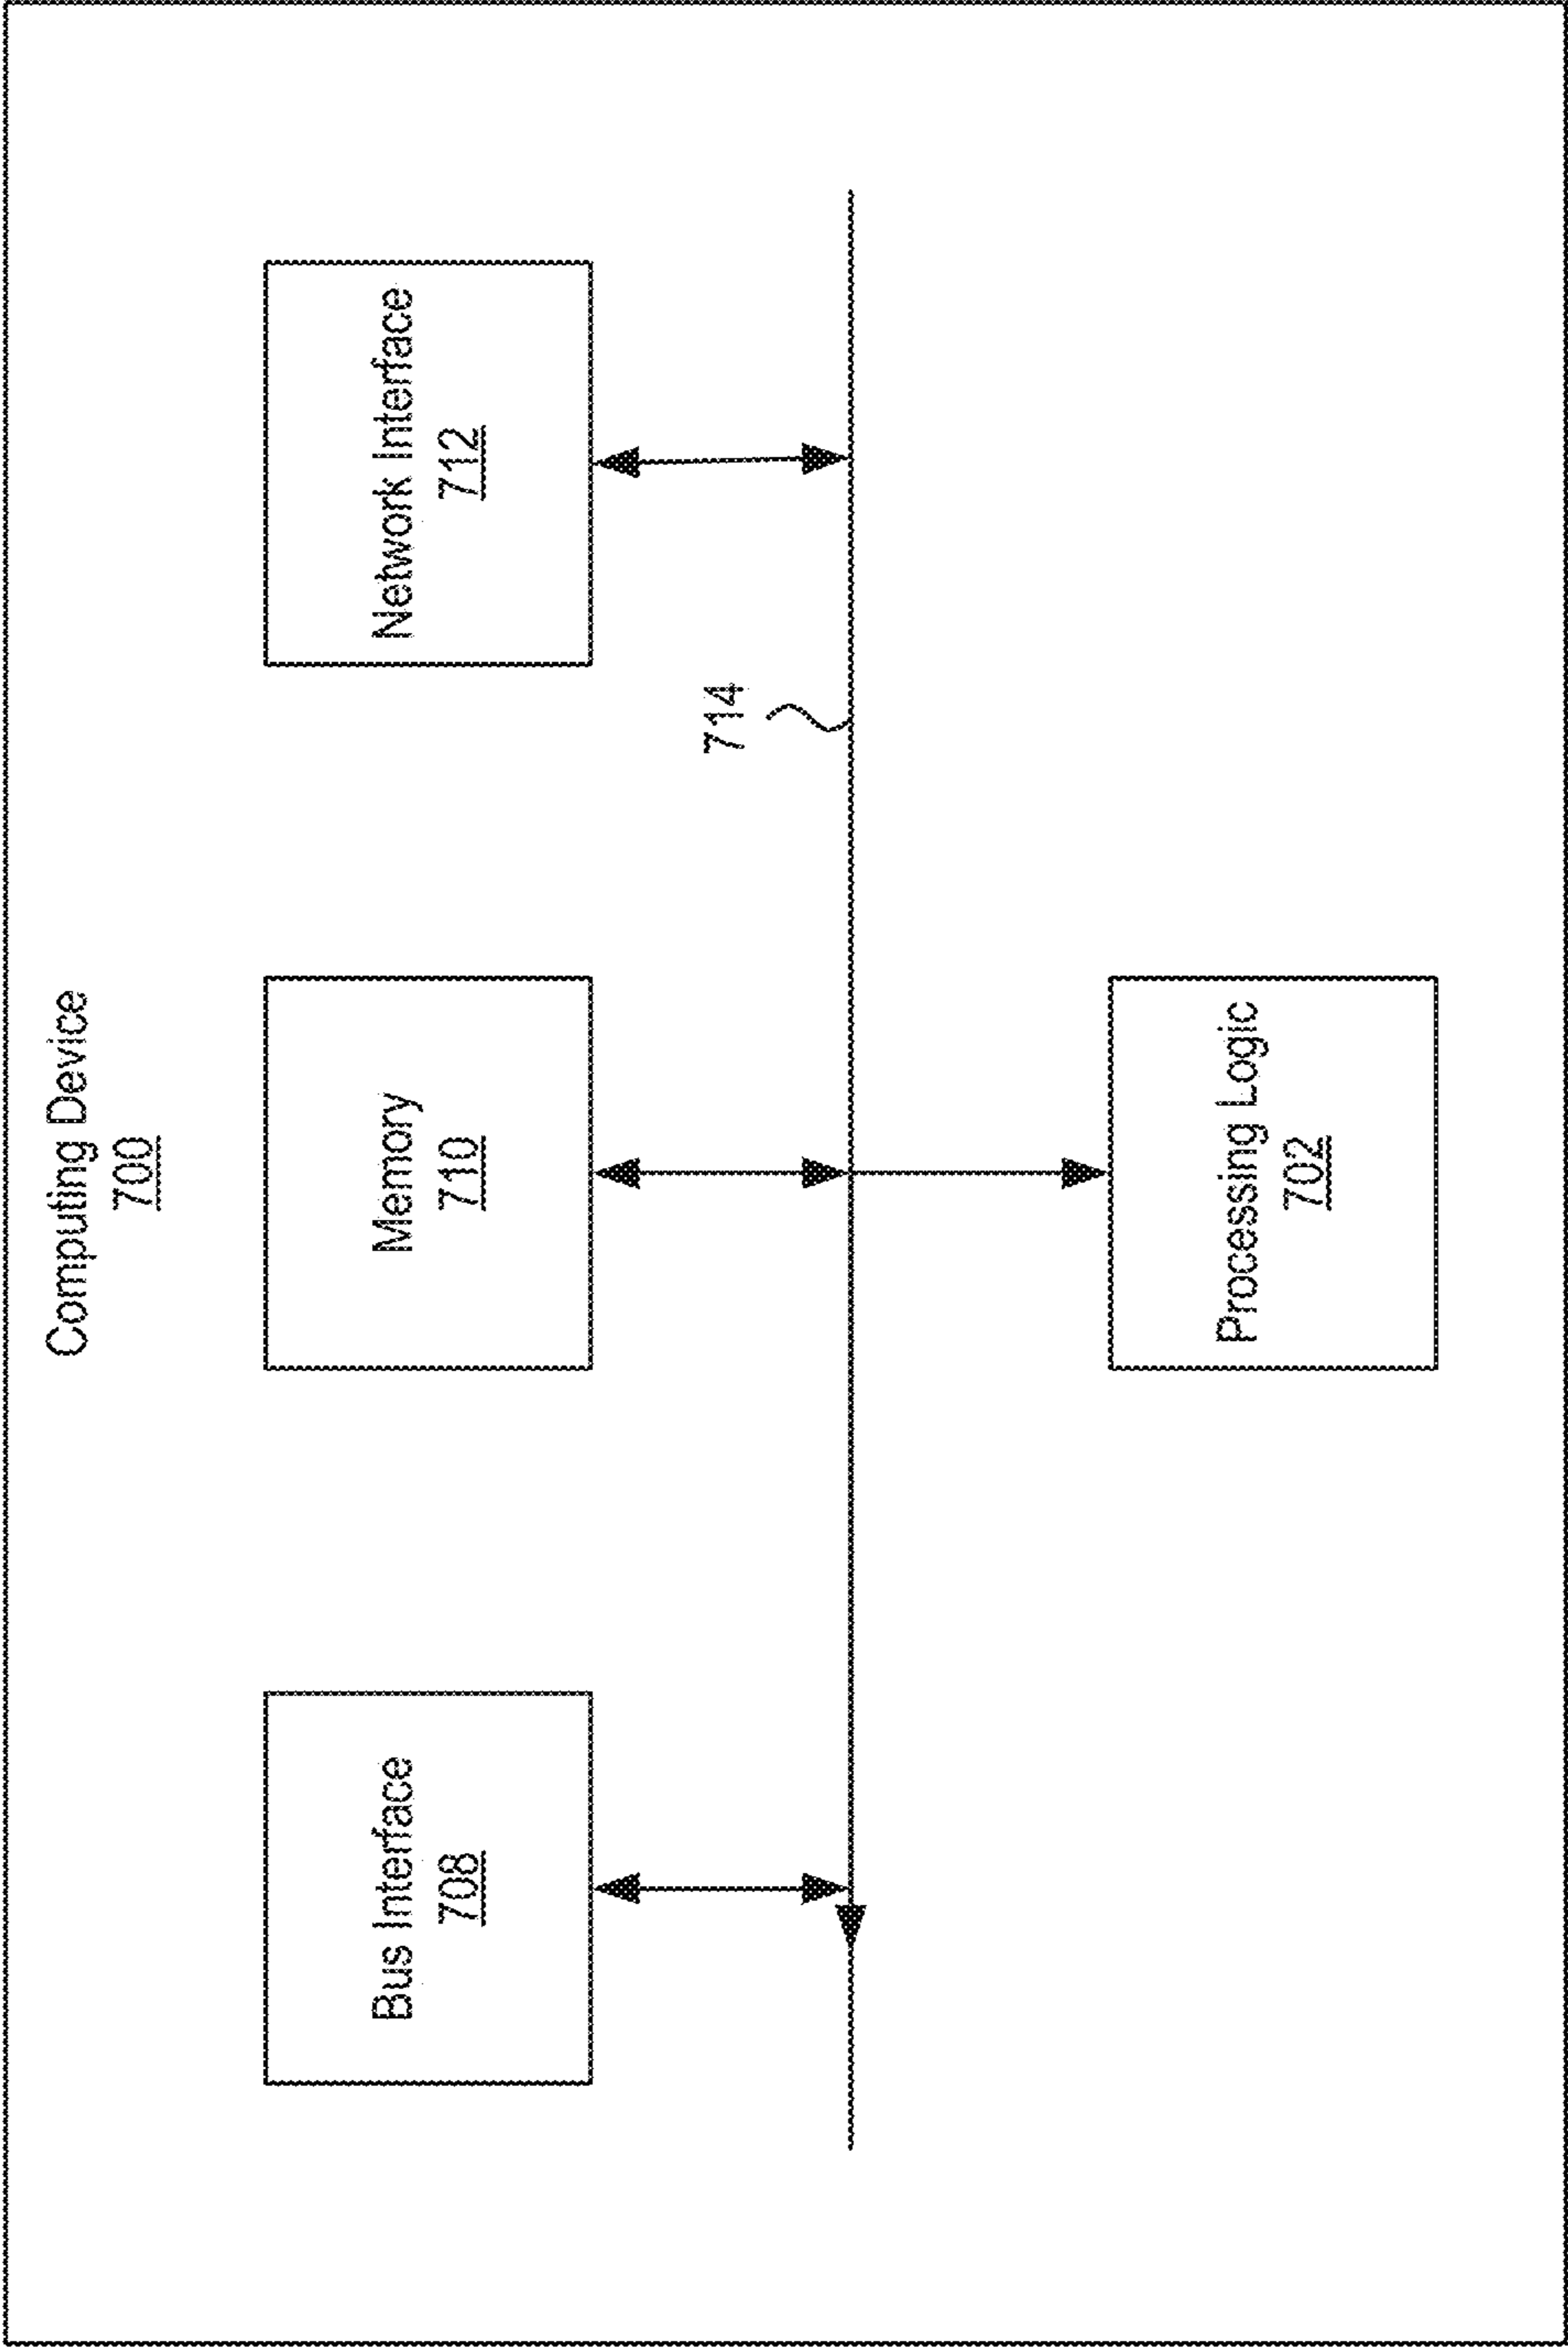 Computing Device
700
Bus Interface
708
Memory
710
Network Interface
712
714
Processing Logic
702